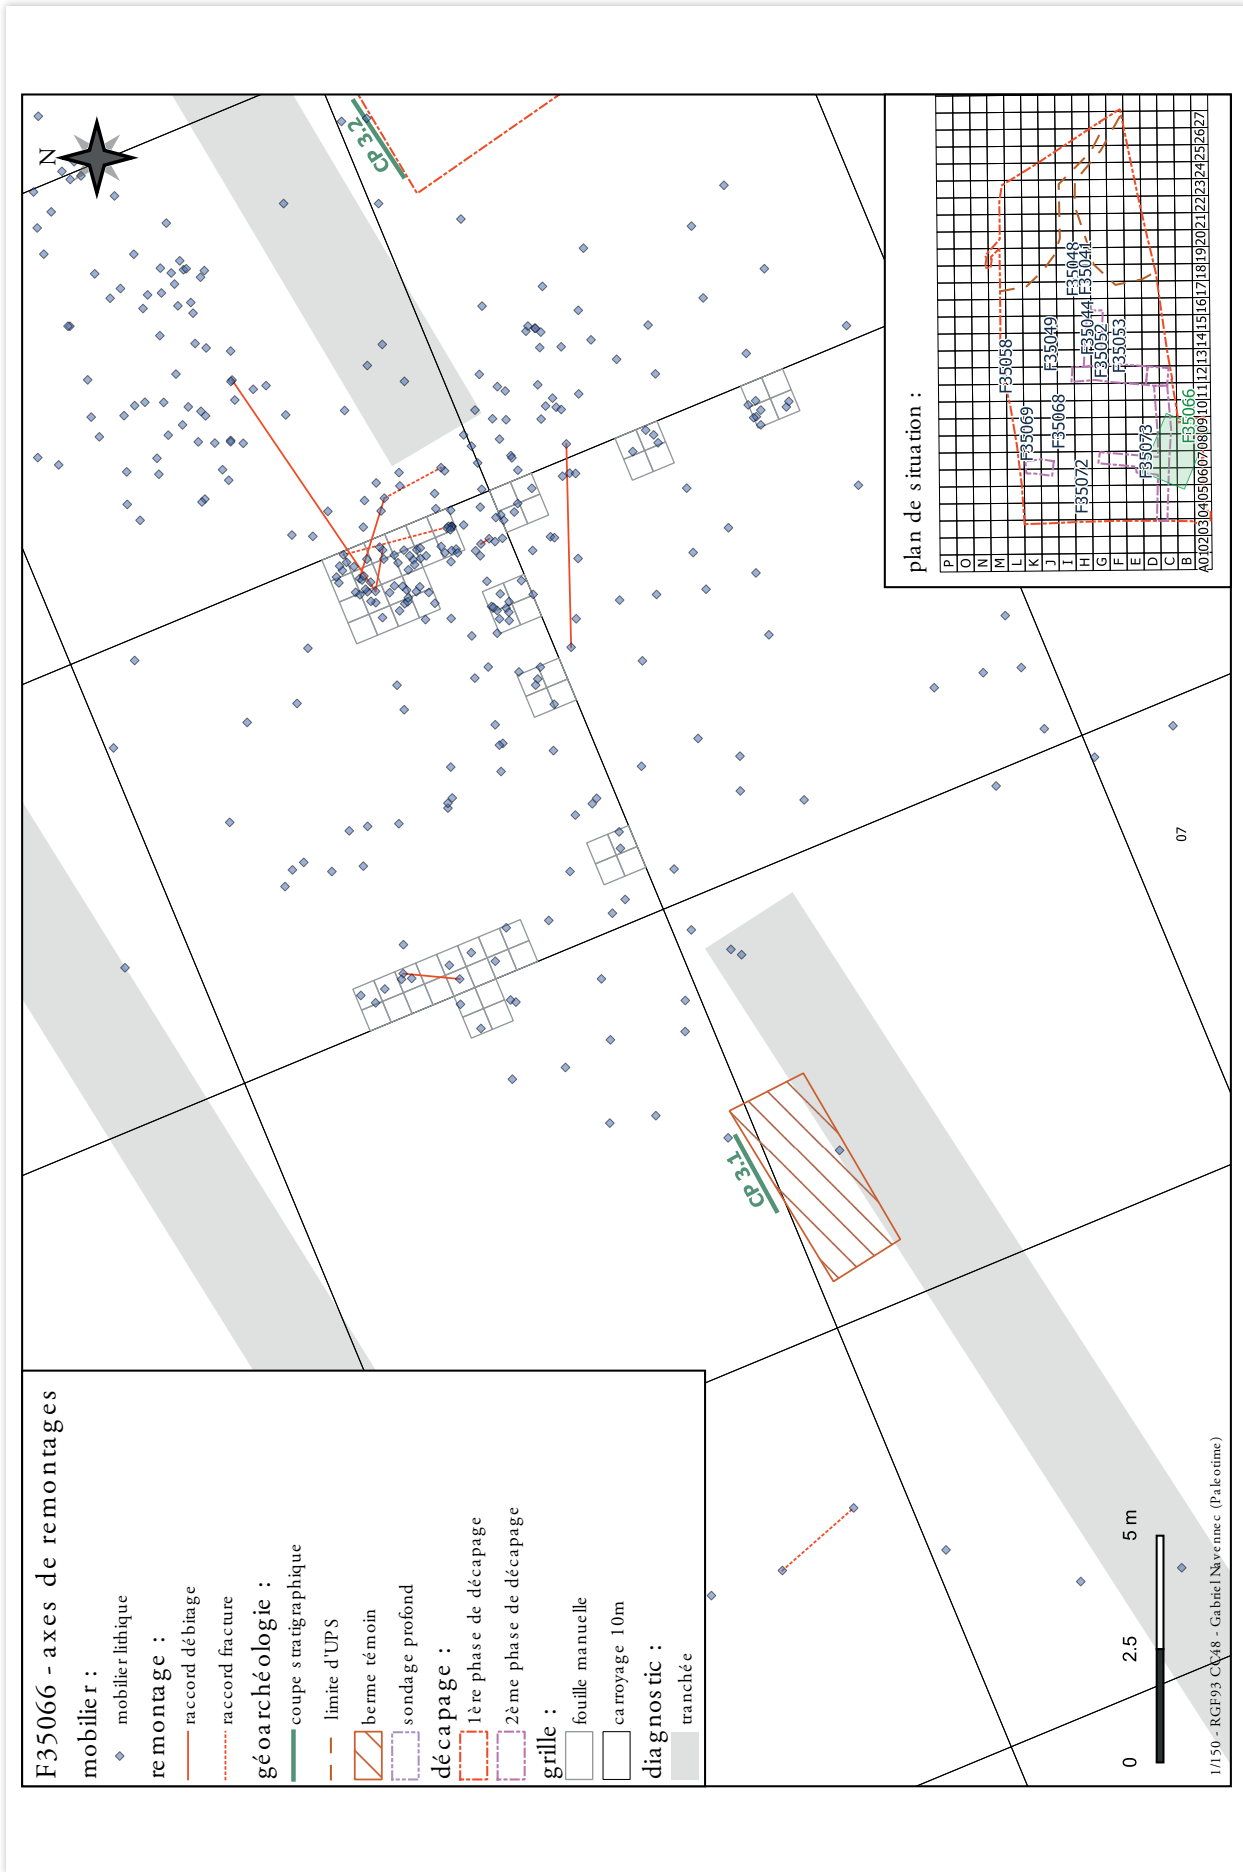 F35066 - axes de remontages
mobilier :
mobilier lithique
remontage :
raccord débitage
raccord fracture
géoarchéologie :
coupe stratigraphique
limite d'UPS
berme témoin
sondage profond
décapage :
1ère phase de décapage
2ème phase de décapage
grille :
fouille manuelle
carroyage 10m
diagnostic :
tranchée
N
CP 3.2
CP 3.1
07
0 2.5 5 m
1/150 - RGF93 CC48 - Gabriel Navennec (Paleotime)
plan de situation :
P
O
N
M
L
K
J
I
H
G
F
E
D
C
B
A
01 02 03 04 05 06 07 08 09 10 11 12 13 14 15 16 17 18 19 20 21 22 23 24 25 26 27
F35058
F35069
F35049
F35068
F35072
F35048
F35041
F35044
F35052
F35053
F35073
F35066